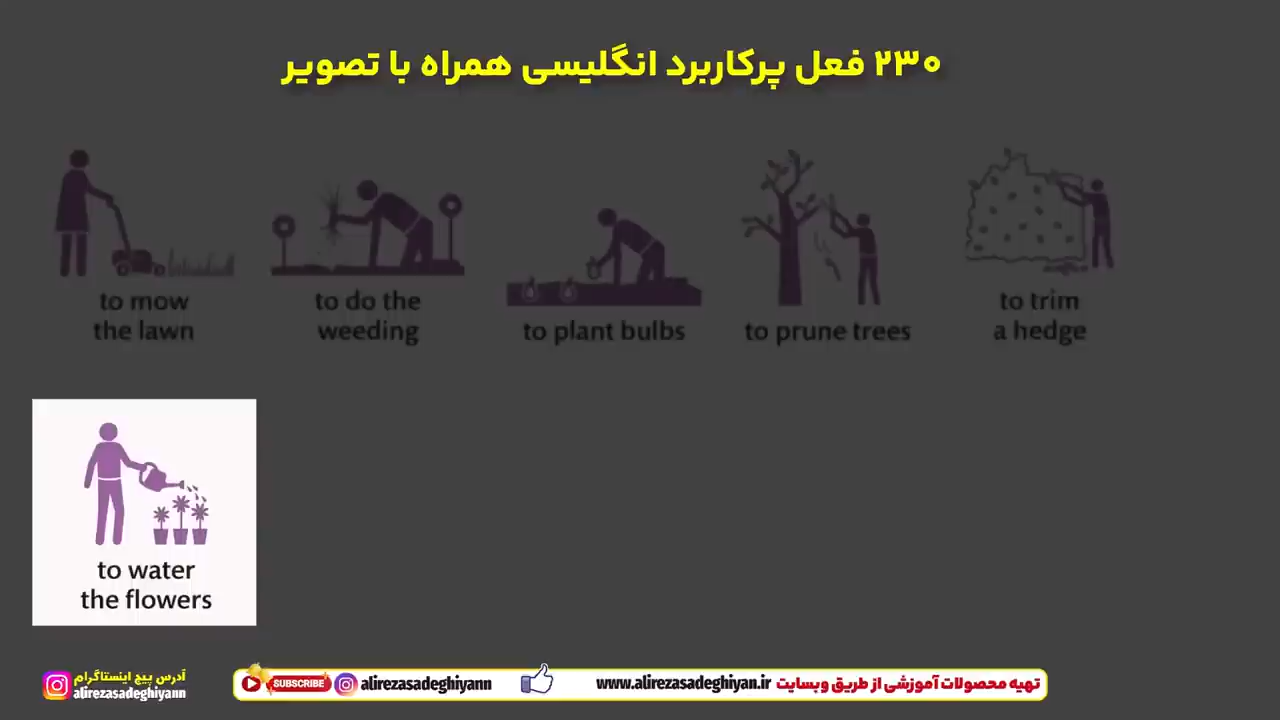 ۲۳۰ فعل پرکاربرد انگلیسی همراه با تصویر
to mow
the lawn
to do the
weeding
to plant bulbs
to prune trees
to trim
a hedge
to water
the flowers
آدرس پیج اینستاگرام
alirezasadeghiyann
SUBSCRIBE
alirezasadeghiyann
تهیه محصولات آموزشی از طریق وبسایت www.alirezasadeghiyan.ir